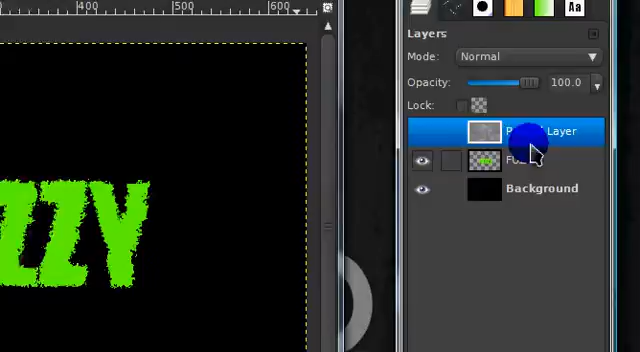 400 500 600
Aa
Layers
Mode: Normal
Opacity: 100.0
Lock:
Layer
Background
ZZY